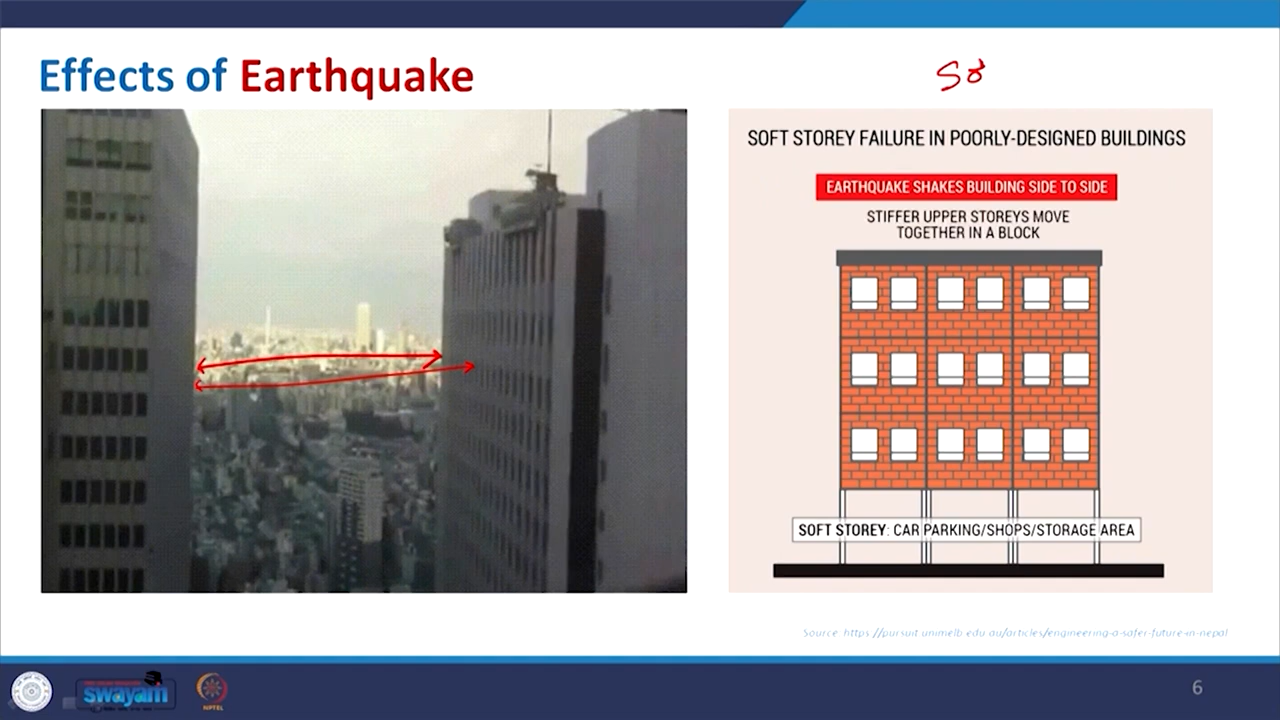 Effects of Earthquake
SOFT STOREY FAILURE IN POORLY-DESIGNED BUILDINGS
EARTHQUAKE SHAKES BUILDING SIDE TO SIDE
STIFFER UPPER STOREYS MOVE
TOGETHER IN A BLOCK
SOFT STOREY: CAR PARKING/SHOPS/STORAGE AREA
Source: https://pursuit.unimelb.edu.au/articles/engineering-a-safer-future-in-nepal
swayam
NPTEL
6